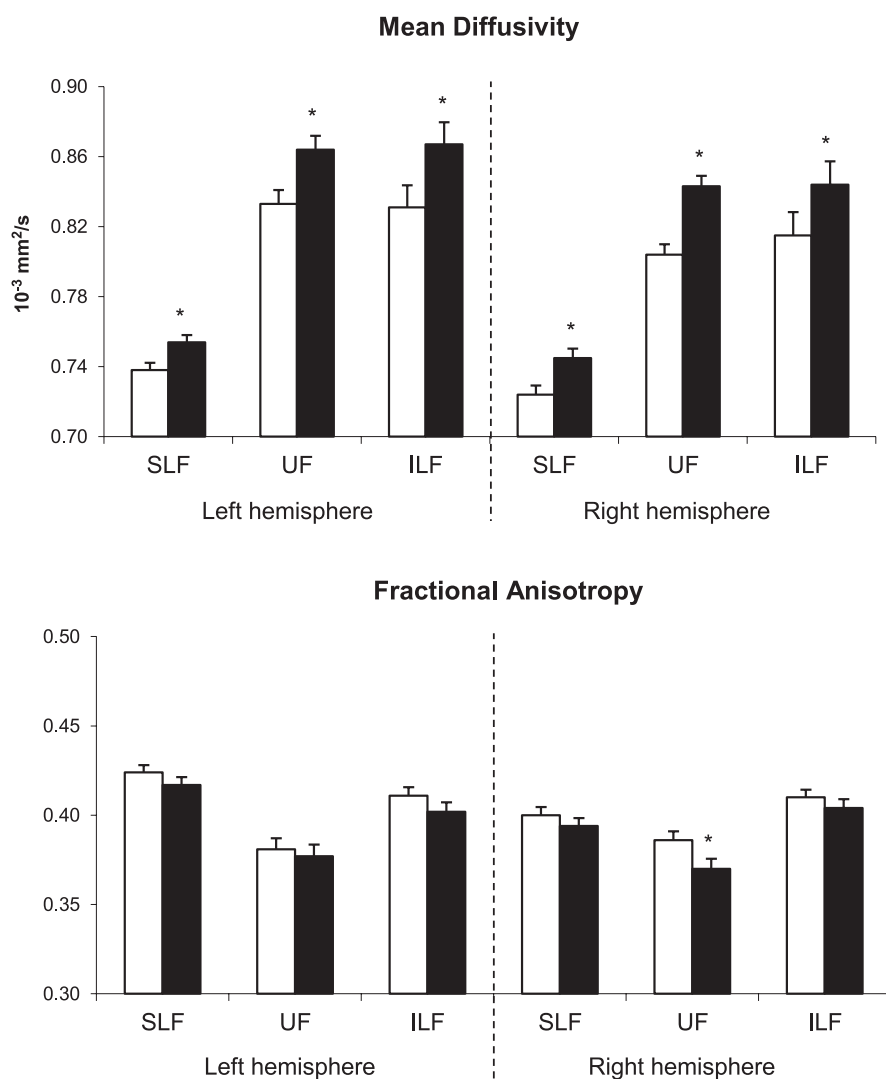 Mean Diffusivity
0.90
0.86
0.82
0.78
0.74
0.70
10⁻³ mm²/s
* * * * * *
SLF UF ILF SLF UF ILF
Left hemisphere Right hemisphere
Fractional Anisotropy
0.50
0.45
0.40
0.35
0.30
*
SLF UF ILF SLF UF ILF
Left hemisphere Right hemisphere